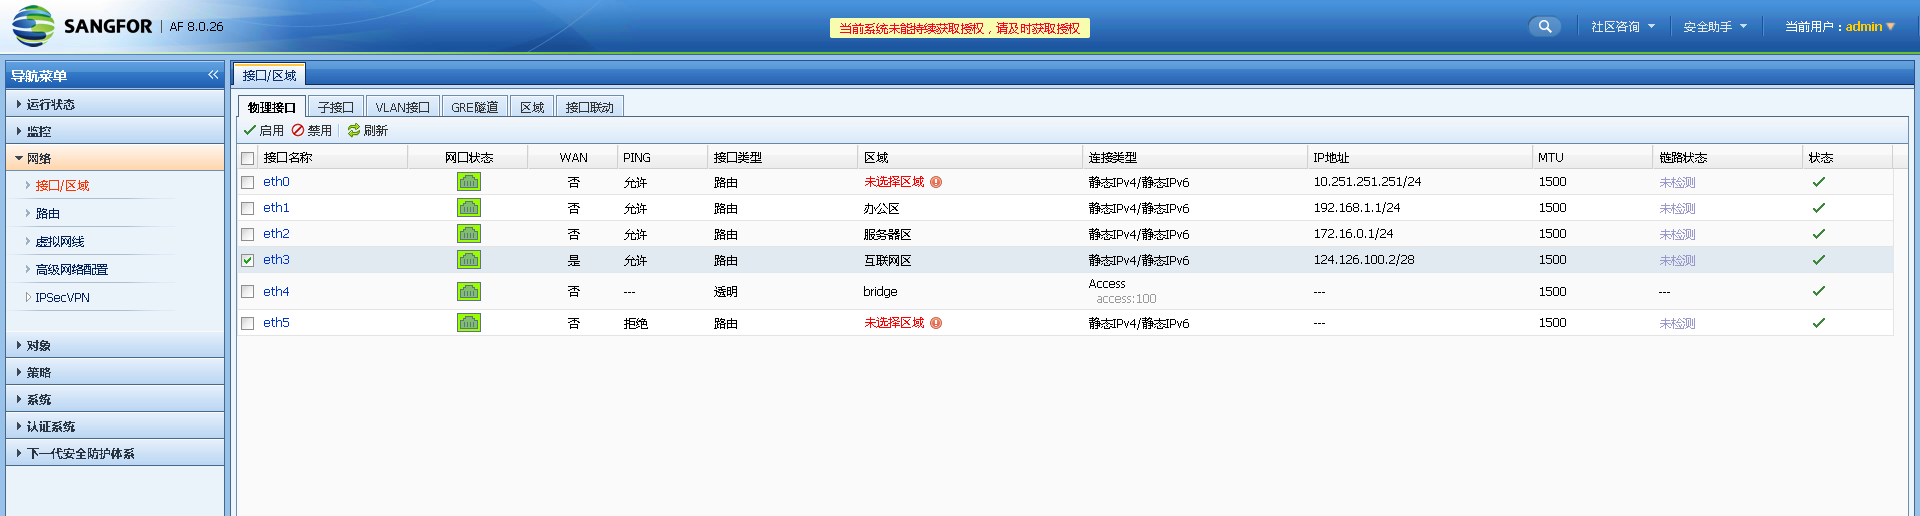 SANGFOR | AF 8.0.26
当前系统未能持续获取授权，请及时获取授权
社区咨询
安全助手
当前用户：admin
导航菜单
运行状态
监控
网络
接口/区域
路由
虚拟网线
高级网络配置
IPSecVPN
对象
策略
系统
认证系统
下一代安全防护体系
接口/区域
物理接口 子接口 VLAN接口 GRE隧道 区域 接口联动
启用 禁用 刷新
接口名称 网口状态 WAN PING 接口类型 区域 连接类型 IP地址 MTU 链路状态 状态
eth0 否 允许 路由 未选择区域 静态IPv4/静态IPv6 10.251.251.251/24 1500 未检测
eth1 否 允许 路由 办公区 静态IPv4/静态IPv6 192.168.1.1/24 1500 未检测
eth2 否 允许 路由 服务器区 静态IPv4/静态IPv6 172.16.0.1/24 1500 未检测
eth3 是 允许 路由 互联网区 静态IPv4/静态IPv6 124.126.100.2/28 1500 未检测
eth4 否 --- 透明 bridge Access --- 1500 ---
access:100
eth5 否 拒绝 路由 未选择区域 静态IPv4/静态IPv6 --- 1500 未检测